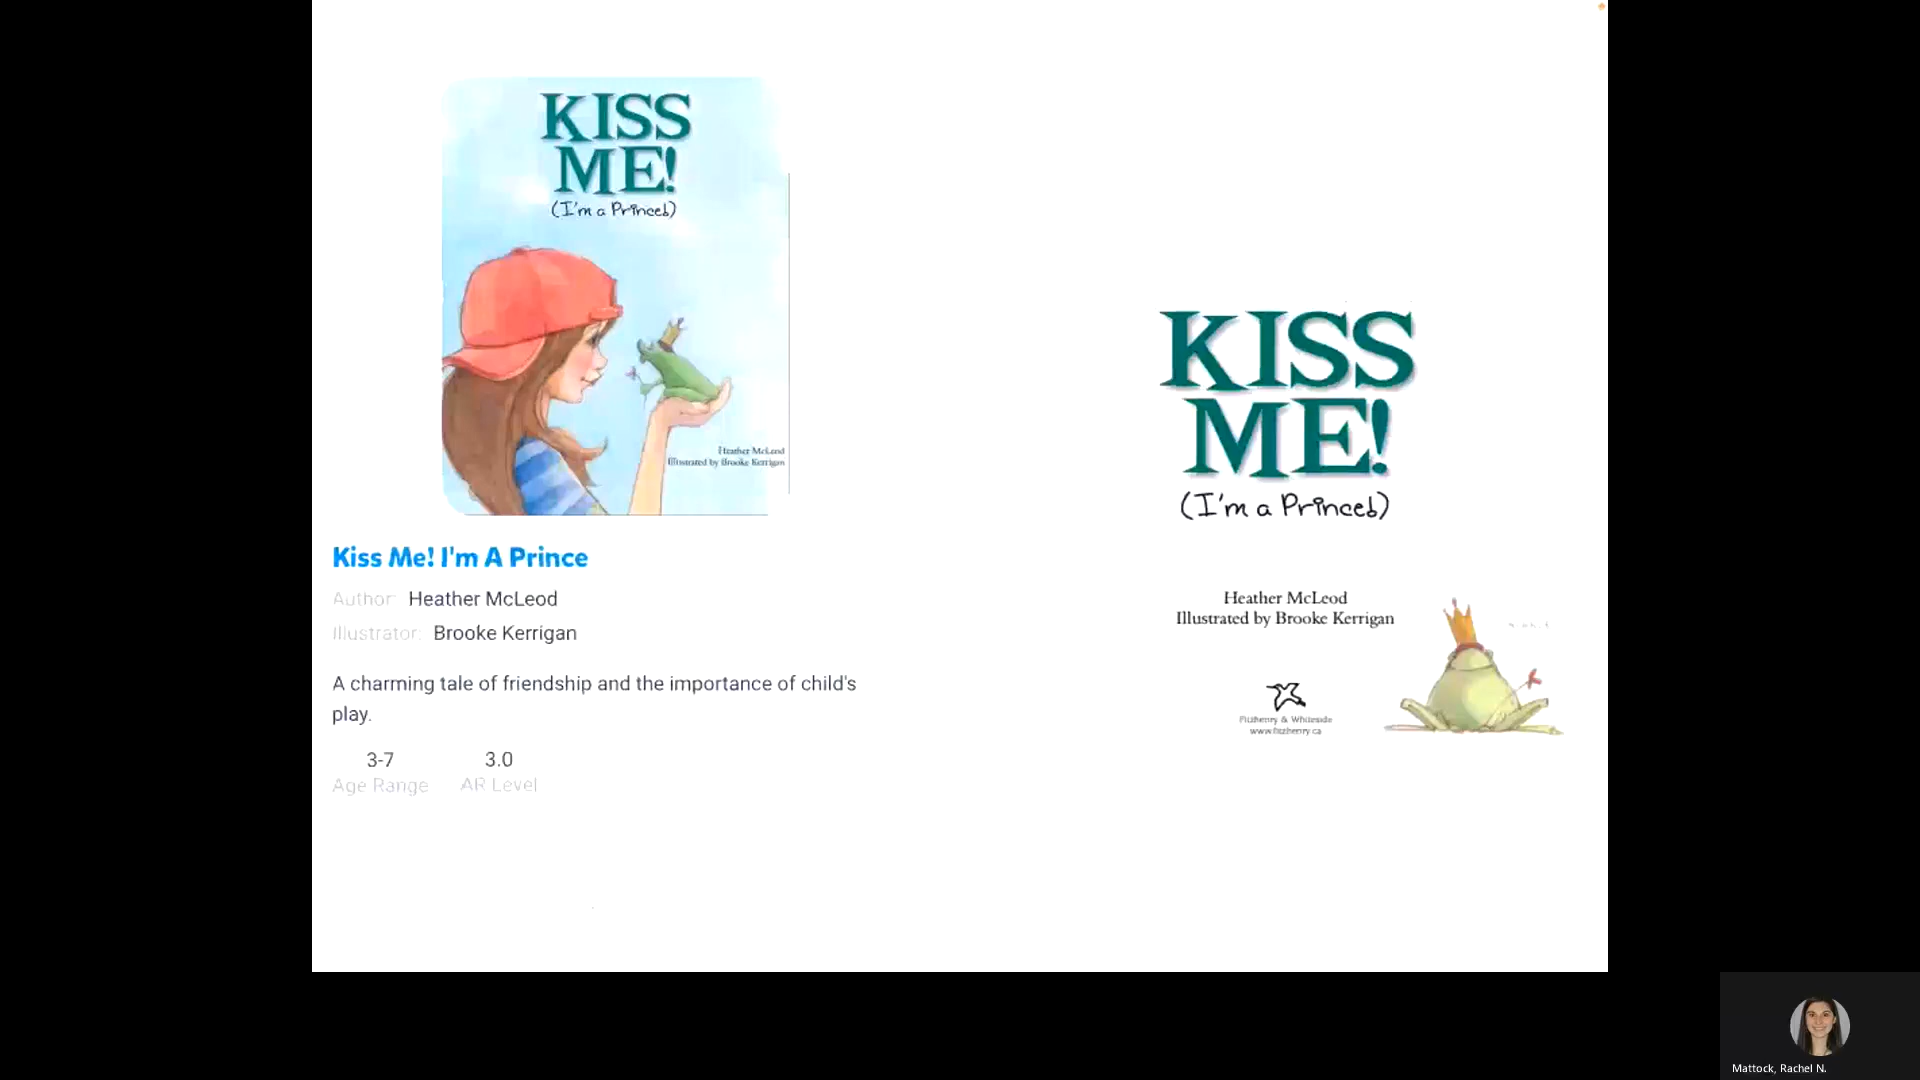 KISS
ME!
(I'm a Prince!)
Heather McLeod
Illustrated by Brooke Kerrigan
Kiss Me! I'm A Prince
Author: Heather McLeod
Illustrator: Brooke Kerrigan
A charming tale of friendship and the importance of child's
play.
3-7 3.0
Age Range AR Level
KISS
ME!
(I'm a Prince!)
Heather McLeod
Illustrated by Brooke Kerrigan
Fitzhenry & Whiteside
www.fitzhenry.ca
Mattock, Rachel N.